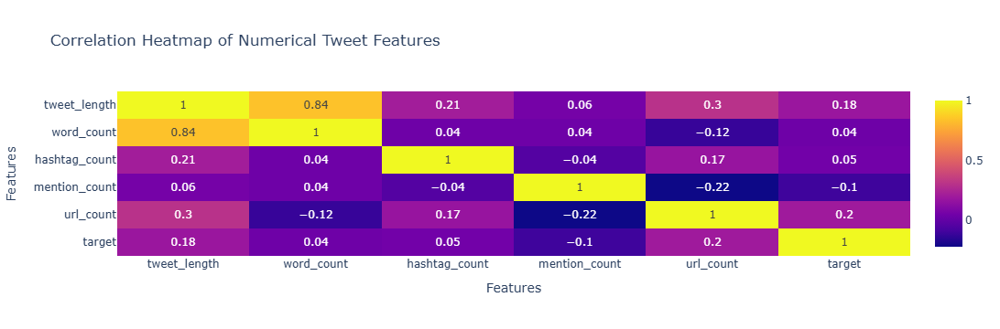 Correlation Heatmap of Numerical Tweet Features
1
tweet_length 1 0.84 0.21 0.06 0.3 0.18
word_count 0.84 1 0.04 0.04 −0.12 0.04
hashtag_count 0.21 0.04 1 −0.04 0.17 0.05
0.5
Features
mention_count 0.06 0.04 −0.04 1 −0.22 −0.1
url_count 0.3 −0.12 0.17 −0.22 1 0.2
0
target 0.18 0.04 0.05 −0.1 0.2 1
tweet_length word_count hashtag_count mention_count url_count target
Features